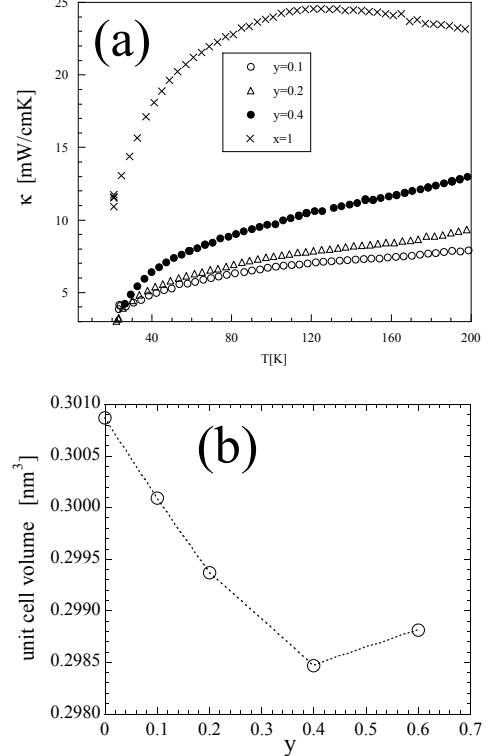 (a)
κ [mW/cmK]
25
20
15
10
5
y=0.1
y=0.2
y=0.4
x=1
40 80 120 160 200
T[K]
(b)
unit cell volume [nm³]
0.3010
0.3005
0.3000
0.2995
0.2990
0.2985
0.2980
0 0.1 0.2 0.3 0.4 0.5 0.6 0.7
y